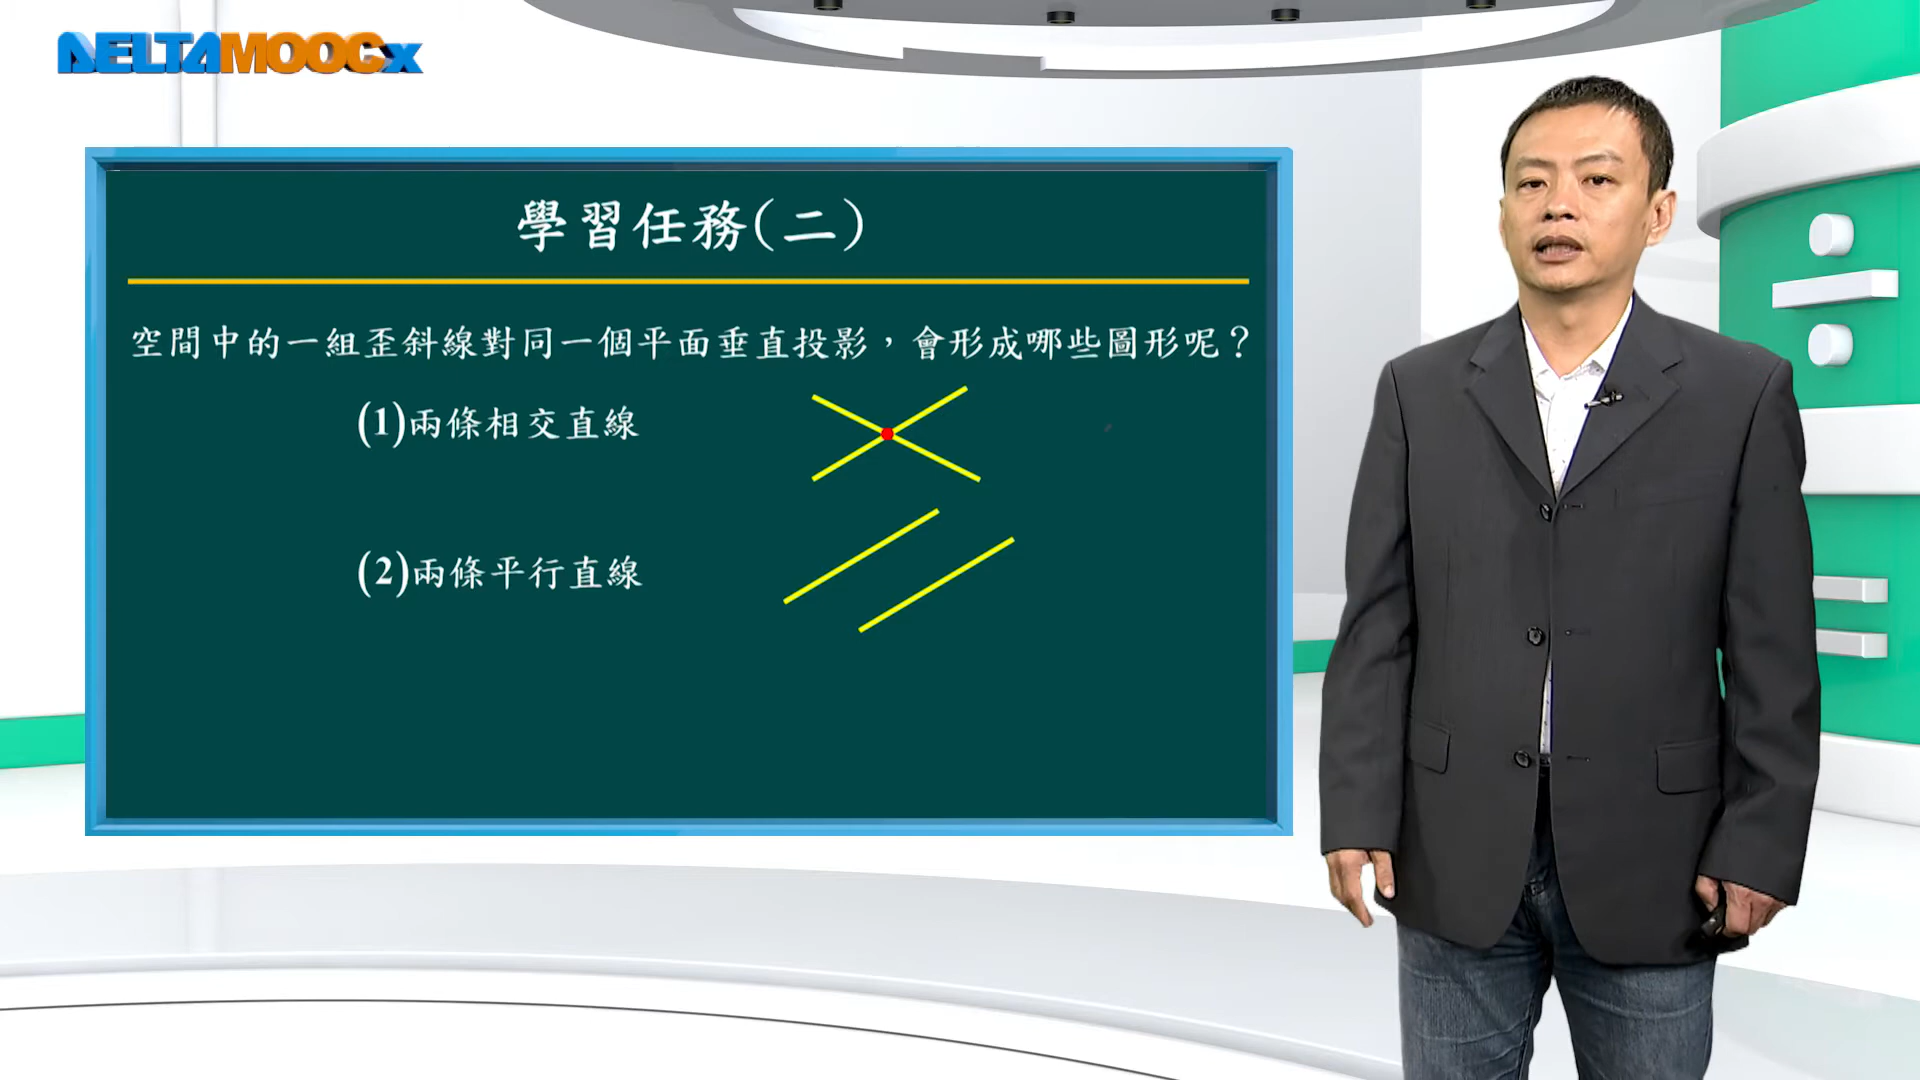 DELTAMOOCx
學習任務(二)
空間中的一組歪斜線對同一個平面垂直投影，會形成哪些圖形呢？
(1)兩條相交直線
(2)兩條平行直線